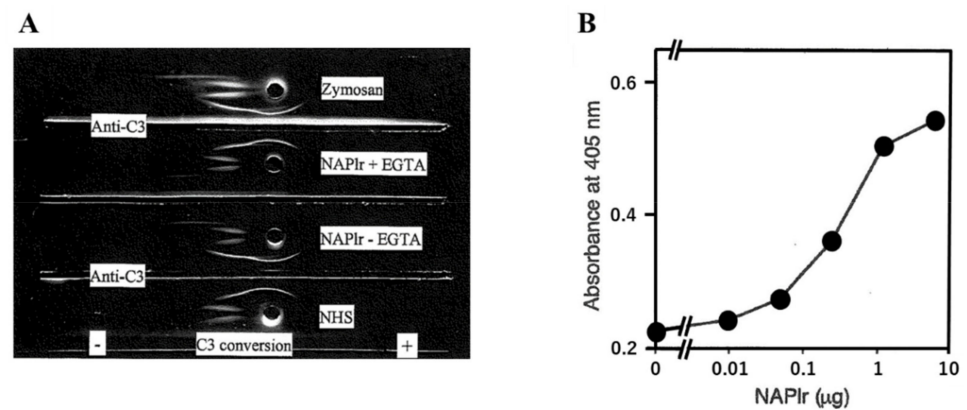 A
Zymosan
Anti-C3
NAPlr + EGTA
NAPlr - EGTA
Anti-C3
NHS
- C3 conversion +
B
Absorbance at 405 nm
0.6
0.4
0.2
0 0.01 0.1 1 10
NAPlr (μg)